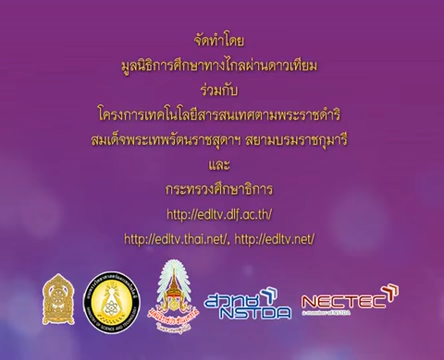 จัดทำโดย
มูลนิธิการศึกษาทางไกลผ่านดาวเทียม
ร่วมกับ
โครงการเทคโนโลยีสารสนเทศตามพระราชดำริ
สมเด็จพระเทพรัตนราชสุดาฯ สยามบรมราชกุมารี
และ
กระทรวงศึกษาธิการ
http://edltv.dlf.ac.th/
http://edltv.thai.net/, http://edltv.net/
สวทช
NSTDA
NECTEC
a member of NSTDA